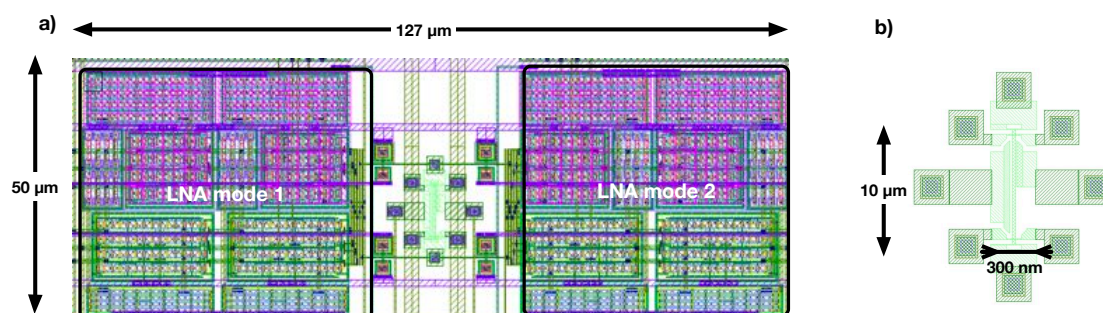 a)
127 µm
b)
50 µm
LNA mode 1
LNA mode 2
10 µm
300 nm